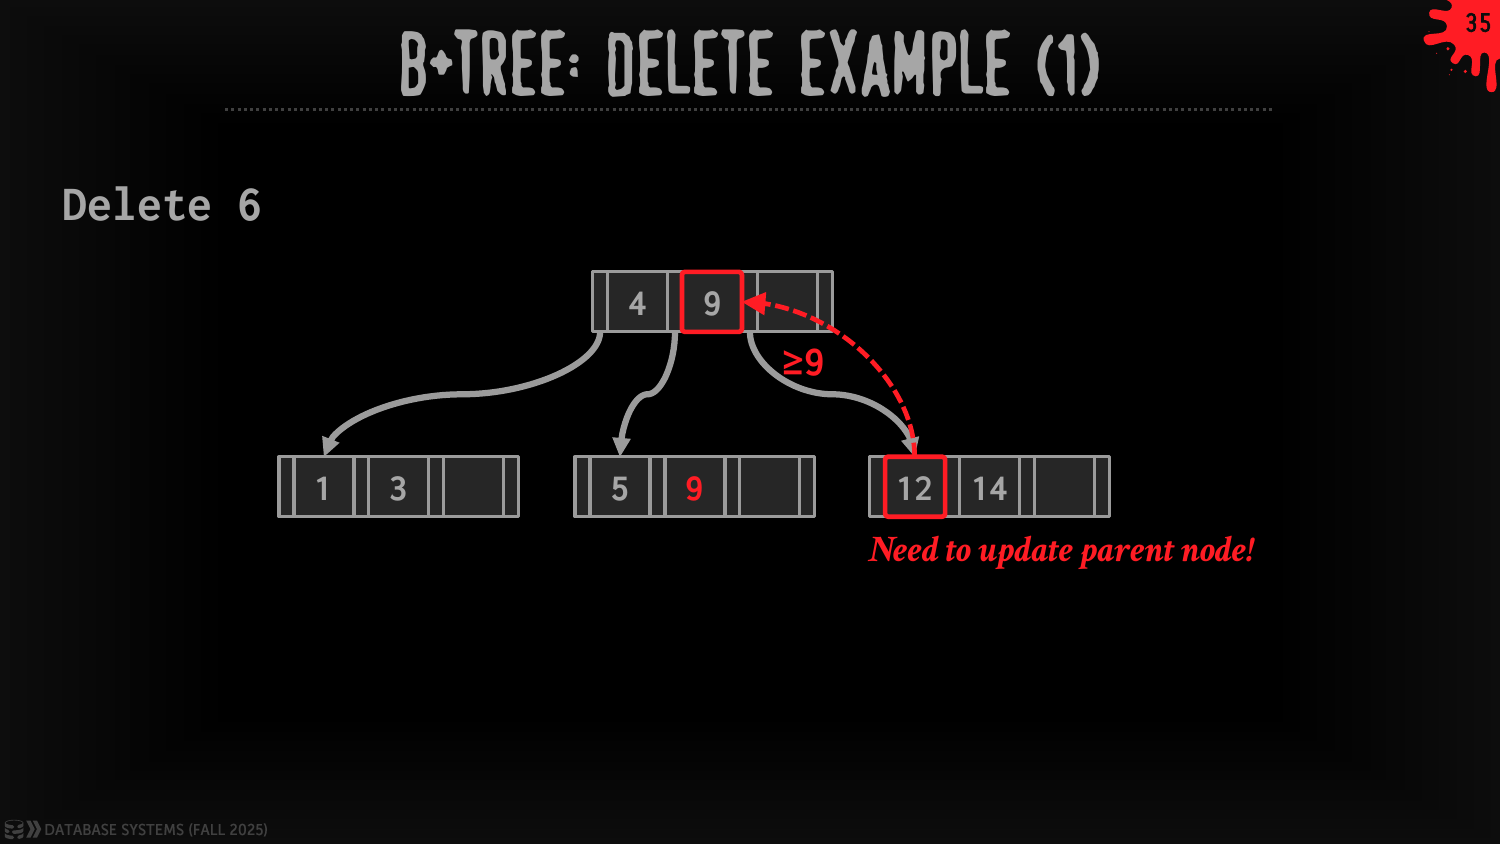 35
B+TREE: DELETE EXAMPLE (1)
Delete 6
4 9
≥9
1 3 5 9 12 14
Need to update parent node!
DATABASE SYSTEMS (FALL 2025)